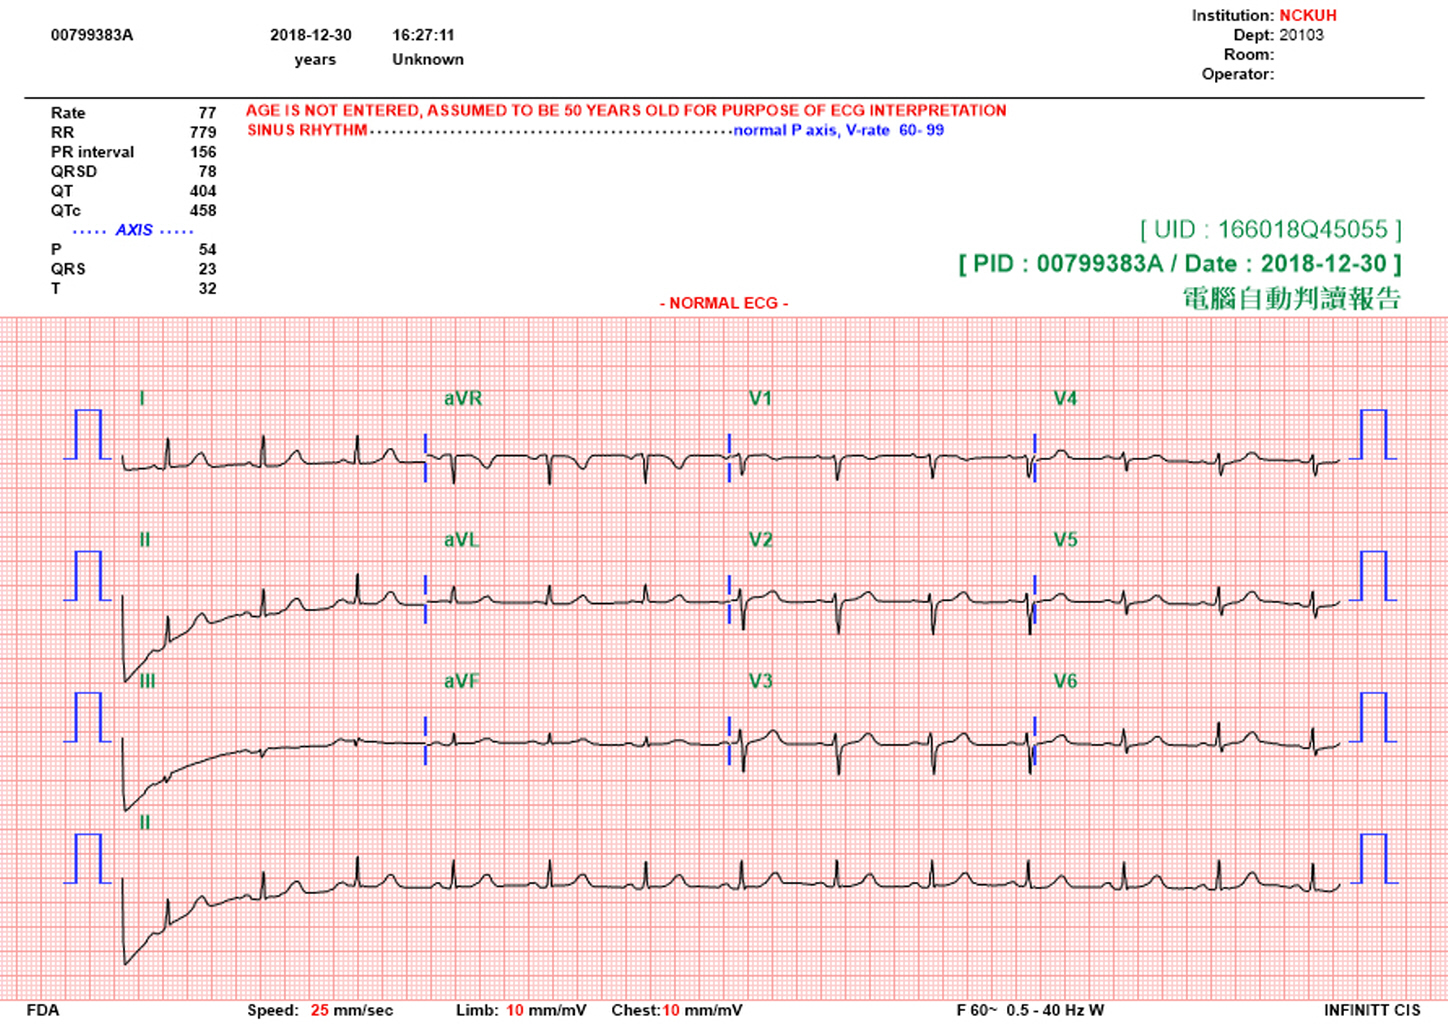 Institution: NCKUH
00799383A 2018-12-30 16:27:11 Dept: 20103
years Unknown Room:
Operator:
Rate 77 AGE IS NOT ENTERED, ASSUMED TO BE 50 YEARS OLD FOR PURPOSE OF ECG INTERPRETATION
RR 779 SINUS RHYTHM normal P axis, V-rate 60- 99
PR interval 156
QRSD 78
QT 404
QTc 458
····· AXIS ·····
P 54
QRS 23
T 32
[ UID : 166018Q45055 ]
[ PID : 00799383A / Date : 2018-12-30 ]
電腦自動判讀報告
- NORMAL ECG -
I aVR V1 V4
II aVL V2 V5
III aVF V3 V6
II
FDA Speed: 25 mm/sec Limb: 10 mm/mV Chest:10 mm/mV F 60~ 0.5 - 40 Hz W INFINITT CIS